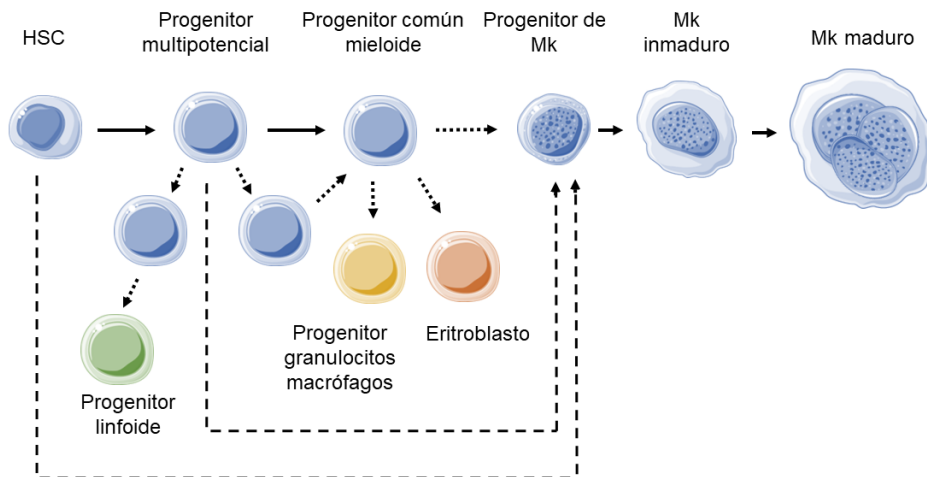 HSC
Progenitor
multipotencial
Progenitor común
mieloide
Progenitor de
Mk
Mk
inmaduro
Mk maduro
Progenitor
granulocitos
macrófagos
Eritroblasto
Progenitor
linfoide